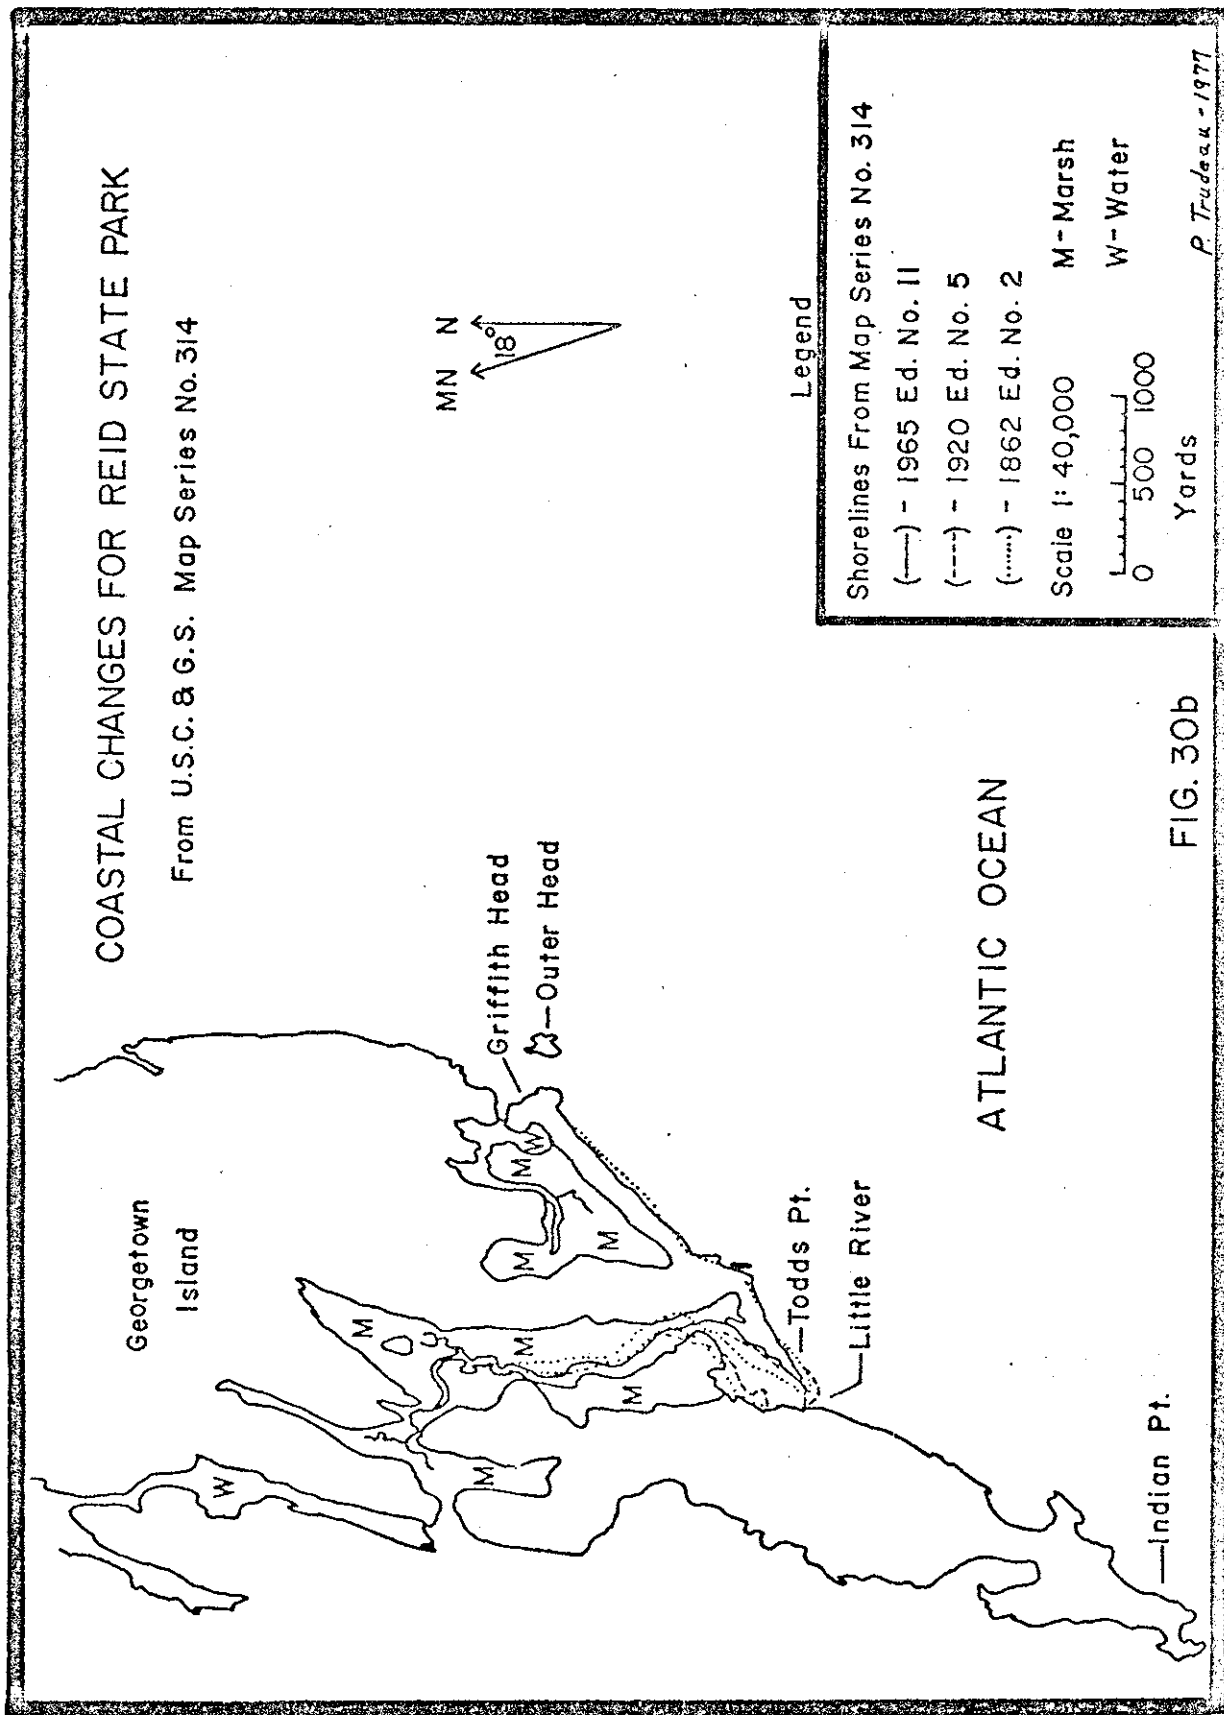 COASTAL CHANGES FOR REID STATE PARK
From U.S.C. & G.S. Map Series No. 314
MN N
18°
Georgetown
Island
Griffith Head
Outer Head
W
M
M
M
M
M
M
M
W
Todds Pt.
Little River
Indian Pt.
ATLANTIC OCEAN
Legend
Shorelines From Map Series No. 314
(——) - 1965 Ed. No. 11
(----) - 1920 Ed. No. 5
(......) - 1862 Ed. No. 2
Scale 1: 40,000 M-Marsh
W-Water
0 500 1000
Yards
P. Trudeau - 1977
FIG. 30b